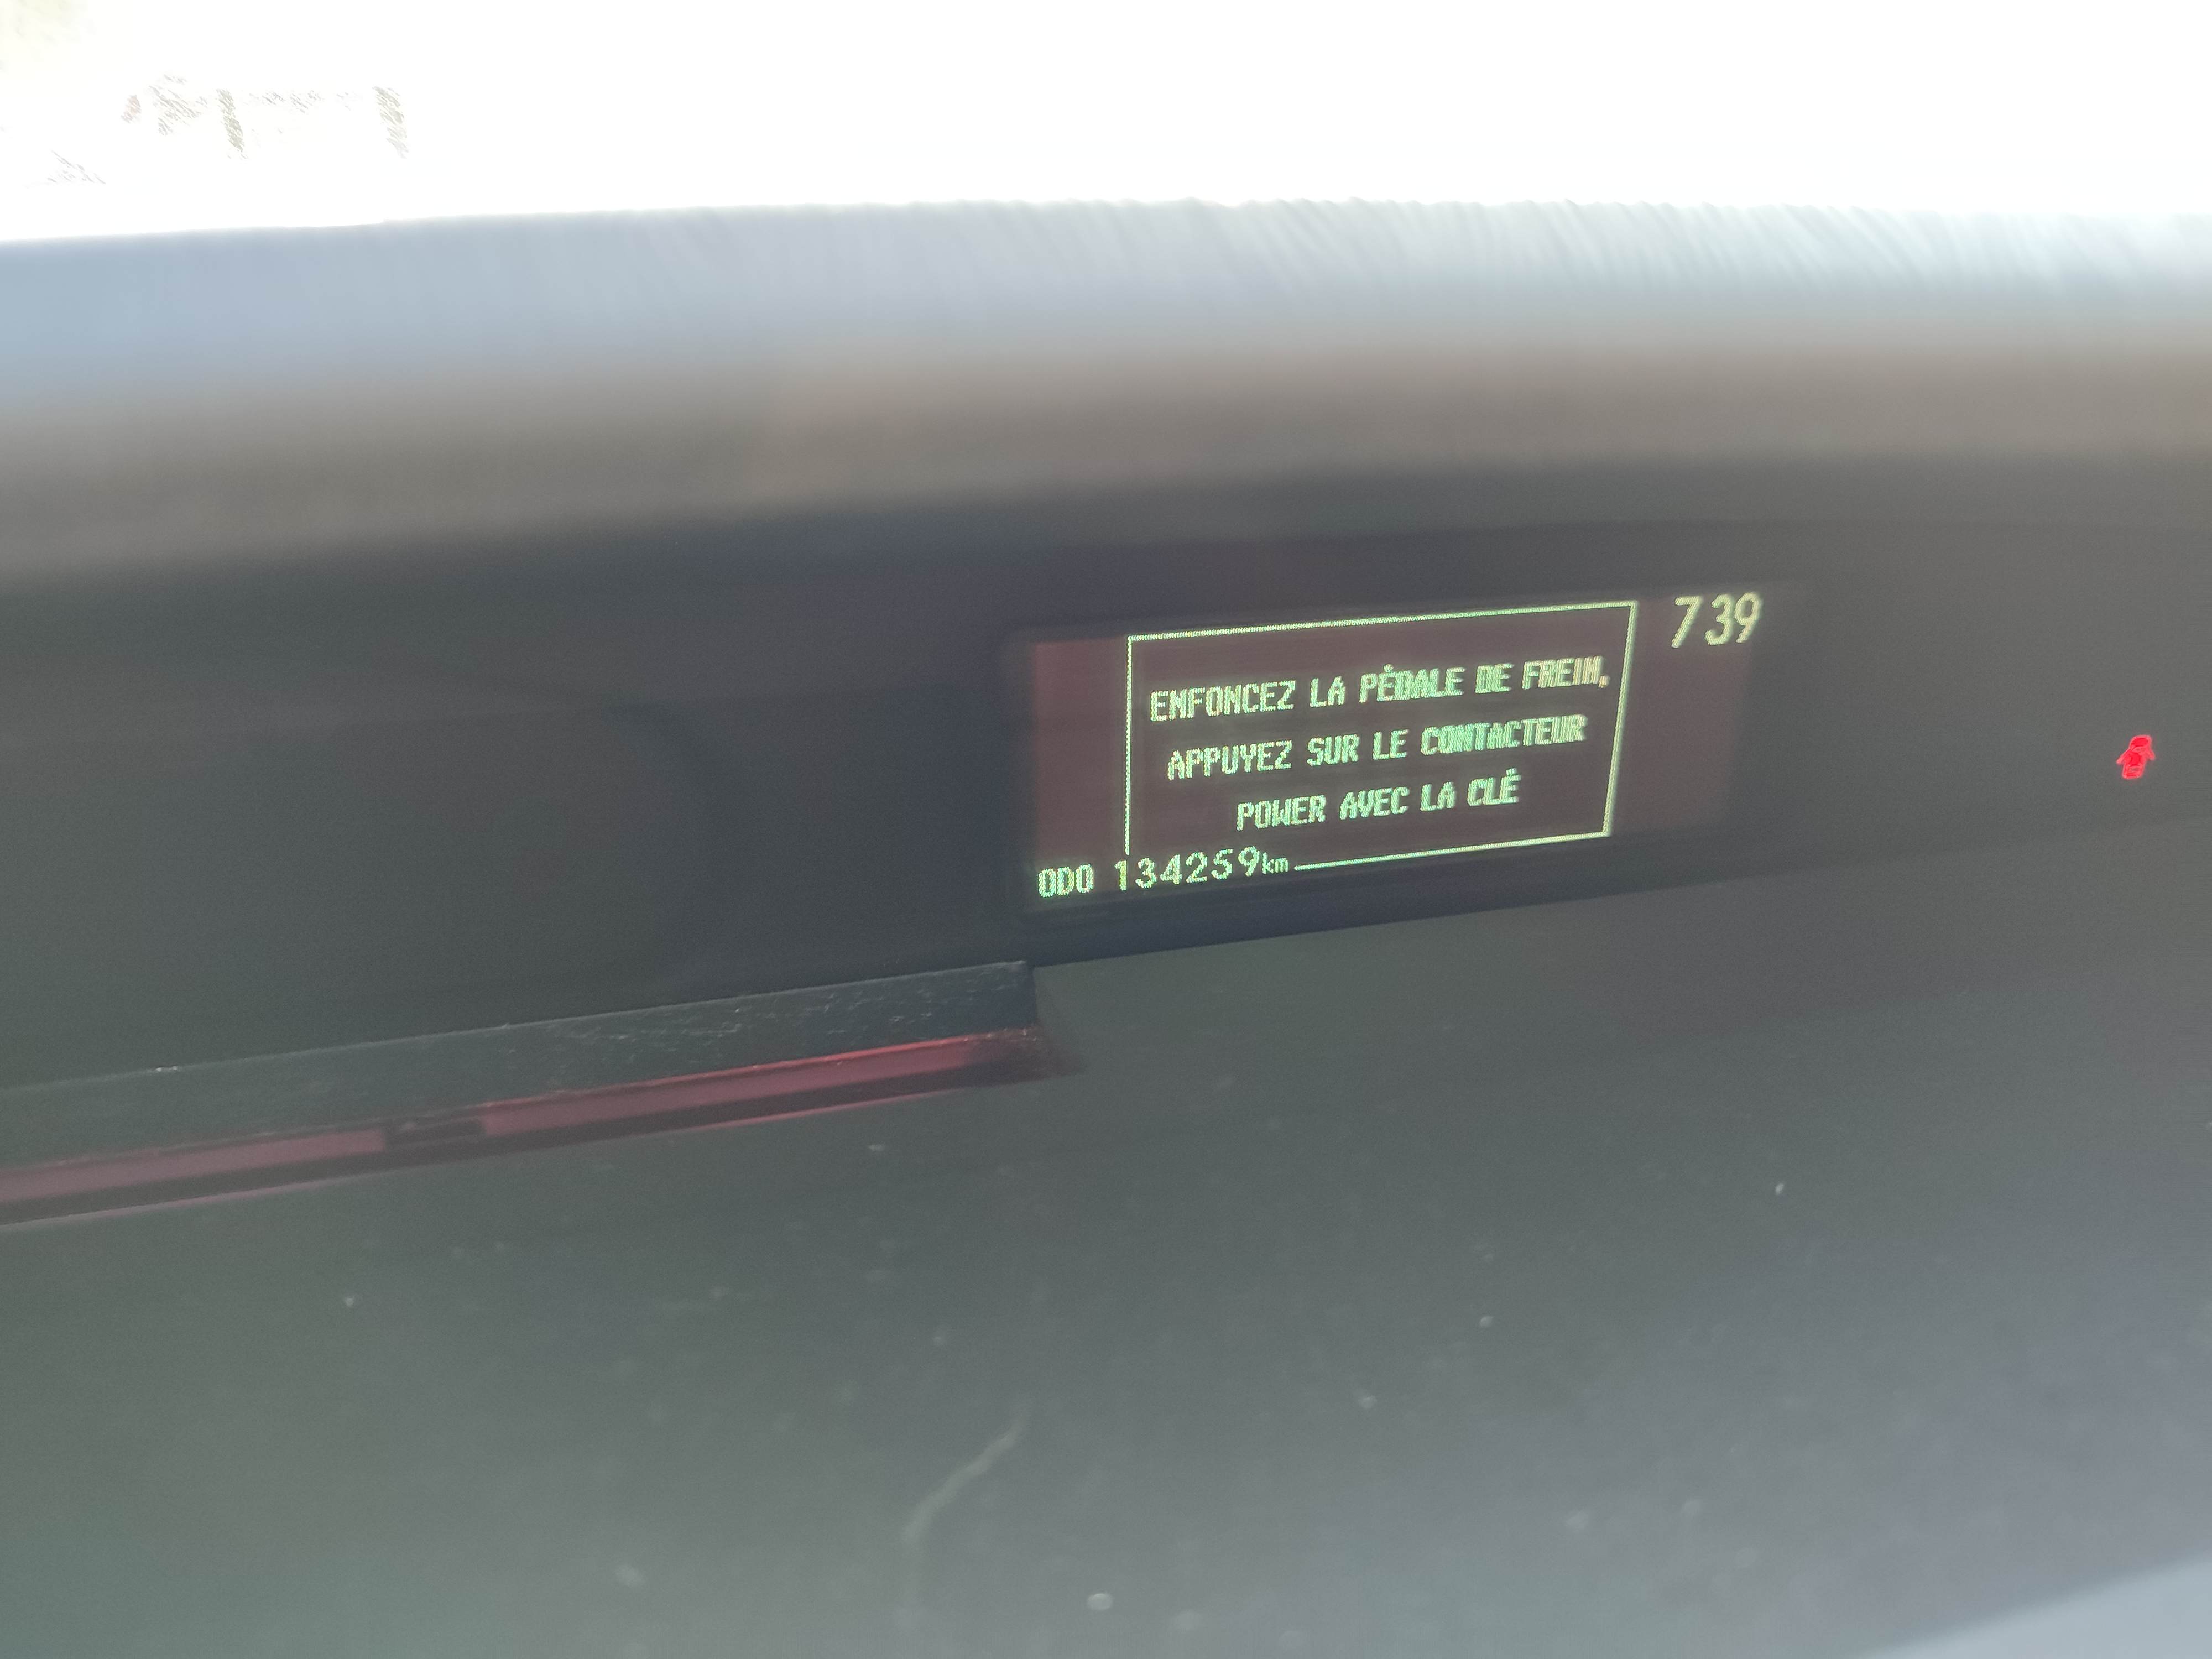 739
ENFONCEZ LA PÉDALE DE FREIN,
APPUYEZ SUR LE CONTACTEUR
POWER AVEC LA CLÉ
ODO 134259km